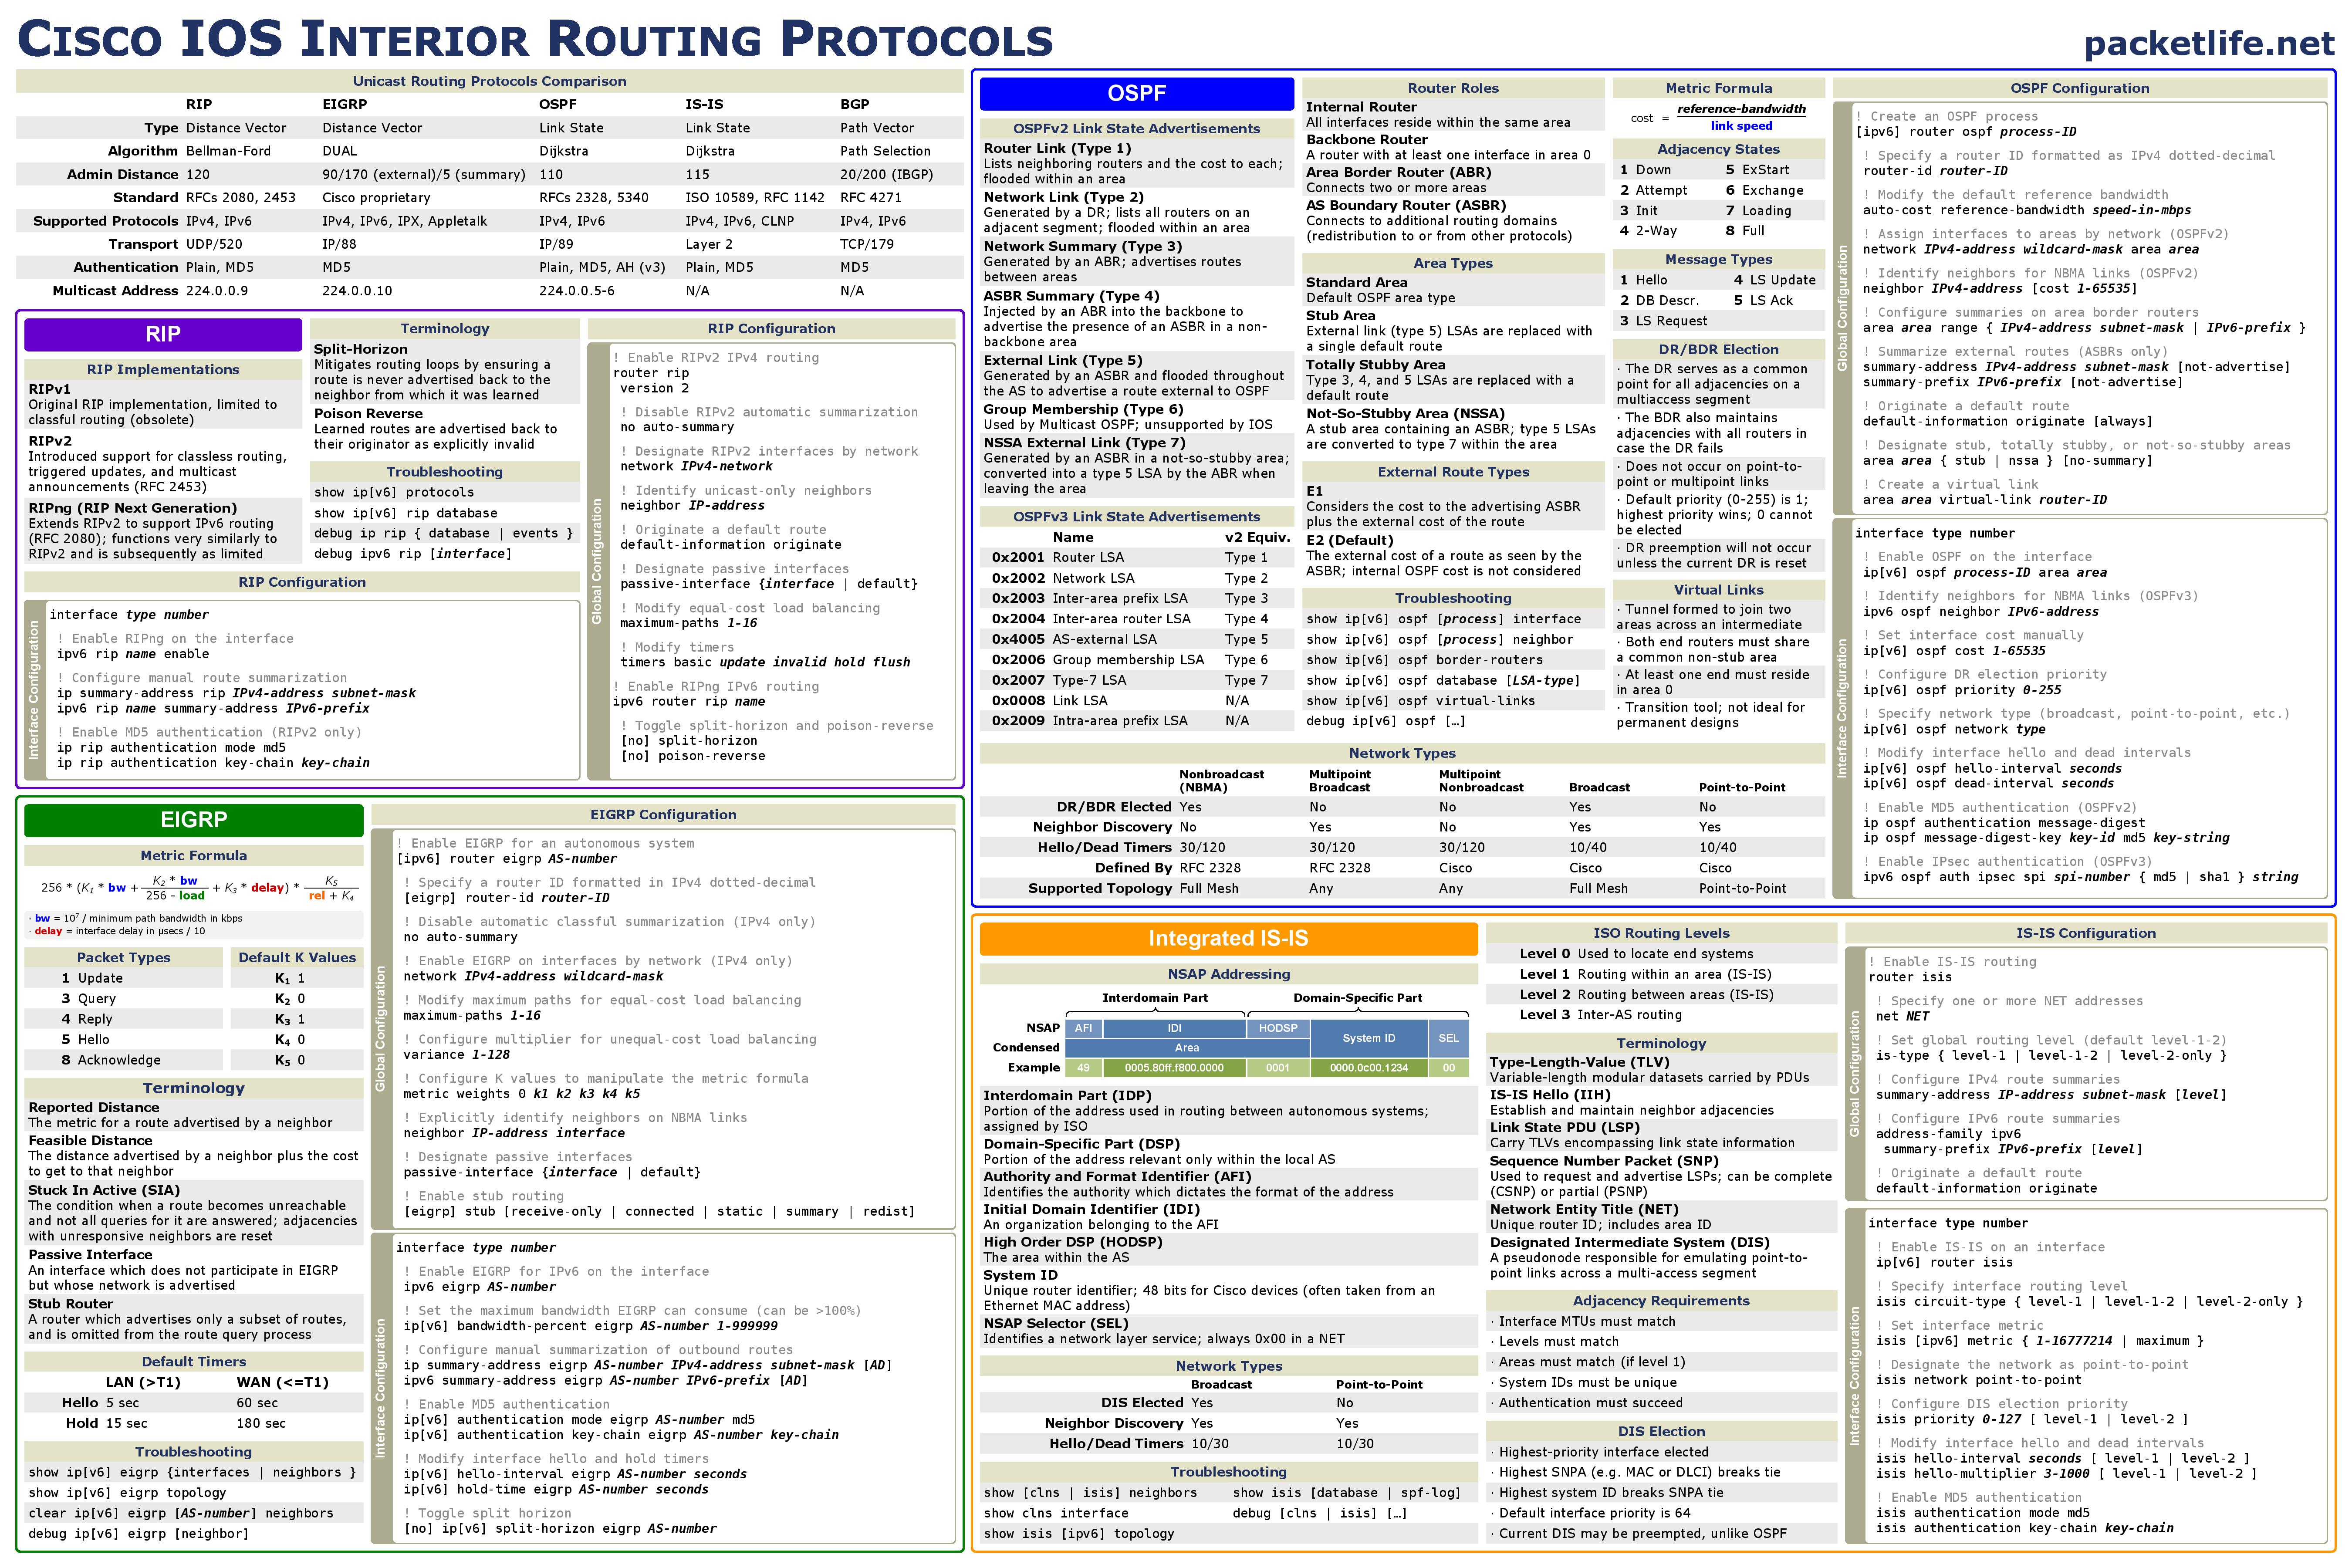 CISCO IOS INTERIOR ROUTING PROTOCOLS
packetlife.net
Unicast Routing Protocols Comparison
RIP EIGRP OSPF IS-IS BGP
Type Distance Vector Distance Vector Link State Link State Path Vector
Algorithm Bellman-Ford DUAL Dijkstra Dijkstra Path Selection
Admin Distance 120 90/170 (external)/5 (summary) 110 115 20/200 (IBGP)
Standard RFCs 2080, 2453 Cisco proprietary RFCs 2328, 5340 ISO 10589, RFC 1142 RFC 4271
Supported Protocols IPv4, IPv6 IPv4, IPv6, IPX, Appletalk IPv4, IPv6 IPv4, IPv6, CLNP IPv4, IPv6
Transport UDP/520 IP/88 IP/89 Layer 2 TCP/179
Authentication Plain, MD5 MD5 Plain, MD5, AH (v3) Plain, MD5 MD5
Multicast Address 224.0.0.9 224.0.0.10 224.0.0.5-6 N/A N/A
RIP
RIP Implementations
RIPv1
Original RIP implementation, limited to
classful routing (obsolete)
RIPv2
Introduced support for classless routing,
triggered updates, and multicast
announcements (RFC 2453)
RIPng (RIP Next Generation)
Extends RIPv2 to support IPv6 routing
(RFC 2080); functions very similarly to
RIPv2 and is subsequently as limited
Terminology
Split-Horizon
Mitigates routing loops by ensuring a
route is never advertised back to the
neighbor from which it was learned
Poison Reverse
Learned routes are advertised back to
their originator as explicitly invalid
Troubleshooting
show ip[v6] protocols
show ip[v6] rip database
debug ip rip { database | events }
debug ipv6 rip [interface]
RIP Configuration
Interface Configuration
interface type number
! Enable RIPng on the interface
ipv6 rip name enable
! Configure manual route summarization
ip summary-address rip IPv4-address subnet-mask
ipv6 rip name summary-address IPv6-prefix
! Enable MD5 authentication (RIPv2 only)
ip rip authentication mode md5
ip rip authentication key-chain key-chain
RIP Configuration
Global Configuration
! Enable RIPv2 IPv4 routing
router rip
version 2
! Disable RIPv2 automatic summarization
no auto-summary
! Designate RIPv2 interfaces by network
network IPv4-network
! Identify unicast-only neighbors
neighbor IP-address
! Originate a default route
default-information originate
! Designate passive interfaces
passive-interface {interface | default}
! Modify equal-cost load balancing
maximum-paths 1-16
! Modify timers
timers basic update invalid hold flush
! Enable RIPng IPv6 routing
ipv6 router rip name
! Toggle split-horizon and poison-reverse
[no] split-horizon
[no] poison-reverse
EIGRP
Metric Formula
256 * (K1 * bw + K2 * bw / 256 - load + K3 * delay) * K5 / rel + K4
· bw = 10^7 / minimum path bandwidth in kbps
· delay = interface delay in µsecs / 10
Packet Types
1 Update
3 Query
4 Reply
5 Hello
8 Acknowledge
Default K Values
K1 1
K2 0
K3 1
K4 0
K5 0
Terminology
Reported Distance
The metric for a route advertised by a neighbor
Feasible Distance
The distance advertised by a neighbor plus the cost
to get to that neighbor
Stuck In Active (SIA)
The condition when a route becomes unreachable
and not all queries for it are answered; adjacencies
with unresponsive neighbors are reset
Passive Interface
An interface which does not participate in EIGRP
but whose network is advertised
Stub Router
A router which advertises only a subset of routes,
and is omitted from the route query process
Default Timers
LAN (>T1) WAN (<=T1)
Hello 5 sec 60 sec
Hold 15 sec 180 sec
Troubleshooting
show ip[v6] eigrp {interfaces | neighbors }
show ip[v6] eigrp topology
clear ip[v6] eigrp [AS-number] neighbors
debug ip[v6] eigrp [neighbor]
EIGRP Configuration
Global Configuration
! Enable EIGRP for an autonomous system
[ipv6] router eigrp AS-number
! Specify a router ID formatted in IPv4 dotted-decimal
[eigrp] router-id router-ID
! Disable automatic classful summarization (IPv4 only)
no auto-summary
! Enable EIGRP on interfaces by network (IPv4 only)
network IPv4-address wildcard-mask
! Modify maximum paths for equal-cost load balancing
maximum-paths 1-16
! Configure multiplier for unequal-cost load balancing
variance 1-128
! Configure K values to manipulate the metric formula
metric weights 0 k1 k2 k3 k4 k5
! Explicitly identify neighbors on NBMA links
neighbor IP-address interface
! Designate passive interfaces
passive-interface {interface | default}
! Enable stub routing
[eigrp] stub [receive-only | connected | static | summary | redist]
Interface Configuration
interface type number
! Enable EIGRP for IPv6 on the interface
ipv6 eigrp AS-number
! Set the maximum bandwidth EIGRP can consume (can be >100%)
ip[v6] bandwidth-percent eigrp AS-number 1-999999
! Configure manual summarization of outbound routes
ip summary-address eigrp AS-number IPv4-address subnet-mask [AD]
ipv6 summary-address eigrp AS-number IPv6-prefix [AD]
! Enable MD5 authentication
ip[v6] authentication mode eigrp AS-number md5
ip[v6] authentication key-chain eigrp AS-number key-chain
! Modify interface hello and hold timers
ip[v6] hello-interval eigrp AS-number seconds
ip[v6] hold-time eigrp AS-number seconds
! Toggle split horizon
[no] ip[v6] split-horizon eigrp AS-number
OSPF
OSPFv2 Link State Advertisements
Router Link (Type 1)
Lists neighboring routers and the cost to each;
flooded within an area
Network Link (Type 2)
Generated by a DR; lists all routers on an
adjacent segment; flooded within an area
Network Summary (Type 3)
Generated by an ABR; advertises routes
between areas
ASBR Summary (Type 4)
Injected by an ABR into the backbone to
advertise the presence of an ASBR in a non-
backbone area
External Link (Type 5)
Generated by an ASBR and flooded throughout
the AS to advertise a route external to OSPF
Group Membership (Type 6)
Used by Multicast OSPF; unsupported by IOS
NSSA External Link (Type 7)
Generated by an ASBR in a not-so-stubby area;
converted into a type 5 LSA by the ABR when
leaving the area
OSPFv3 Link State Advertisements
Name v2 Equiv.
0x2001 Router LSA Type 1
0x2002 Network LSA Type 2
0x2003 Inter-area prefix LSA Type 3
0x2004 Inter-area router LSA Type 4
0x4005 AS-external LSA Type 5
0x2006 Group membership LSA Type 6
0x2007 Type-7 LSA Type 7
0x0008 Link LSA N/A
0x2009 Intra-area prefix LSA N/A
Router Roles
Internal Router
All interfaces reside within the same area
Backbone Router
A router with at least one interface in area 0
Area Border Router (ABR)
Connects two or more areas
AS Boundary Router (ASBR)
Connects to additional routing domains
(redistribution to or from other protocols)
Area Types
Standard Area
Default OSPF area type
Stub Area
External link (type 5) LSAs are replaced with
a single default route
Totally Stubby Area
Type 3, 4, and 5 LSAs are replaced with a
default route
Not-So-Stubby Area (NSSA)
A stub area containing an ASBR; type 5 LSAs
are converted to type 7 within the area
External Route Types
E1
Considers the cost to the advertising ASBR
plus the external cost of the route
E2 (Default)
The external cost of a route as seen by the
ASBR; internal OSPF cost is not considered
Troubleshooting
show ip[v6] ospf [process] interface
show ip[v6] ospf [process] neighbor
show ip[v6] ospf border-routers
show ip[v6] ospf database [LSA-type]
show ip[v6] ospf virtual-links
debug ip[v6] ospf […]
Metric Formula
cost = reference-bandwidth / link speed
Adjacency States
1 Down 5 ExStart
2 Attempt 6 Exchange
3 Init 7 Loading
4 2-Way 8 Full
Message Types
1 Hello 4 LS Update
2 DB Descr. 5 LS Ack
3 LS Request
DR/BDR Election
· The DR serves as a common
point for all adjacencies on a
multiaccess segment
· The BDR also maintains
adjacencies with all routers in
case the DR fails
· Does not occur on point-to-
point or multipoint links
· Default priority (0-255) is 1;
highest priority wins; 0 cannot
be elected
· DR preemption will not occur
unless the current DR is reset
Virtual Links
· Tunnel formed to join two
areas across an intermediate
· Both end routers must share
a common non-stub area
· At least one end must reside
in area 0
· Transition tool; not ideal for
permanent designs
Network Types
Nonbroadcast (NBMA) Multipoint Broadcast Multipoint Nonbroadcast Broadcast Point-to-Point
DR/BDR Elected Yes No No Yes No
Neighbor Discovery No Yes No Yes Yes
Hello/Dead Timers 30/120 30/120 30/120 10/40 10/40
Defined By RFC 2328 RFC 2328 Cisco Cisco Cisco
Supported Topology Full Mesh Any Any Full Mesh Point-to-Point
OSPF Configuration
Global Configuration
! Create an OSPF process
[ipv6] router ospf process-ID
! Specify a router ID formatted as IPv4 dotted-decimal
router-id router-ID
! Modify the default reference bandwidth
auto-cost reference-bandwidth speed-in-mbps
! Assign interfaces to areas by network (OSPFv2)
network IPv4-address wildcard-mask area area
! Identify neighbors for NBMA links (OSPFv2)
neighbor IPv4-address [cost 1-65535]
! Configure summaries on area border routers
area area range { IPv4-address subnet-mask | IPv6-prefix }
! Summarize external routes (ASBRs only)
summary-address IPv4-address subnet-mask [not-advertise]
summary-prefix IPv6-prefix [not-advertise]
! Originate a default route
default-information originate [always]
! Designate stub, totally stubby, or not-so-stubby areas
area area { stub | nssa } [no-summary]
! Create a virtual link
area area virtual-link router-ID
Interface Configuration
interface type number
! Enable OSPF on the interface
ip[v6] ospf process-ID area area
! Identify neighbors for NBMA links (OSPFv3)
ipv6 ospf neighbor IPv6-address
! Set interface cost manually
ip[v6] ospf cost 1-65535
! Configure DR election priority
ip[v6] ospf priority 0-255
! Specify network type (broadcast, point-to-point, etc.)
ip[v6] ospf network type
! Modify interface hello and dead intervals
ip[v6] ospf hello-interval seconds
ip[v6] ospf dead-interval seconds
! Enable MD5 authentication (OSPFv2)
ip ospf authentication message-digest
ip ospf message-digest-key key-id md5 key-string
! Enable IPsec authentication (OSPFv3)
ipv6 ospf auth ipsec spi spi-number { md5 | sha1 } string
Integrated IS-IS
NSAP Addressing
Interdomain Part Domain-Specific Part
NSAP AFI IDI HODSP System ID SEL
Condensed Area
Example 49 0005.80ff.f800.0000 0001 0000.0c00.1234 00
Interdomain Part (IDP)
Portion of the address used in routing between autonomous systems;
assigned by ISO
Domain-Specific Part (DSP)
Portion of the address relevant only within the local AS
Authority and Format Identifier (AFI)
Identifies the authority which dictates the format of the address
Initial Domain Identifier (IDI)
An organization belonging to the AFI
High Order DSP (HODSP)
The area within the AS
System ID
Unique router identifier; 48 bits for Cisco devices (often taken from an
Ethernet MAC address)
NSAP Selector (SEL)
Identifies a network layer service; always 0x00 in a NET
Network Types
Broadcast Point-to-Point
DIS Elected Yes No
Neighbor Discovery Yes Yes
Hello/Dead Timers 10/30 10/30
Troubleshooting
show [clns | isis] neighbors show isis [database | spf-log]
show clns interface debug [clns | isis] […]
show isis [ipv6] topology
ISO Routing Levels
Level 0 Used to locate end systems
Level 1 Routing within an area (IS-IS)
Level 2 Routing between areas (IS-IS)
Level 3 Inter-AS routing
Terminology
Type-Length-Value (TLV)
Variable-length modular datasets carried by PDUs
IS-IS Hello (IIH)
Establish and maintain neighbor adjacencies
Link State PDU (LSP)
Carry TLVs encompassing link state information
Sequence Number Packet (SNP)
Used to request and advertise LSPs; can be complete
(CSNP) or partial (PSNP)
Network Entity Title (NET)
Unique router ID; includes area ID
Designated Intermediate System (DIS)
A pseudonode responsible for emulating point-to-
point links across a multi-access segment
Adjacency Requirements
· Interface MTUs must match
· Levels must match
· Areas must match (if level 1)
· System IDs must be unique
· Authentication must succeed
DIS Election
· Highest-priority interface elected
· Highest SNPA (e.g. MAC or DLCI) breaks tie
· Highest system ID breaks SNPA tie
· Default interface priority is 64
· Current DIS may be preempted, unlike OSPF
IS-IS Configuration
Global Configuration
! Enable IS-IS routing
router isis
! Specify one or more NET addresses
net NET
! Set global routing level (default level-1-2)
is-type { level-1 | level-1-2 | level-2-only }
! Configure IPv4 route summaries
summary-address IP-address subnet-mask [level]
! Configure IPv6 route summaries
address-family ipv6
summary-prefix IPv6-prefix [level]
! Originate a default route
default-information originate
Interface Configuration
interface type number
! Enable IS-IS on an interface
ip[v6] router isis
! Specify interface routing level
isis circuit-type { level-1 | level-1-2 | level-2-only }
! Set interface metric
isis [ipv6] metric { 1-16777214 | maximum }
! Designate the network as point-to-point
isis network point-to-point
! Configure DIS election priority
isis priority 0-127 [ level-1 | level-2 ]
! Modify interface hello and dead intervals
isis hello-interval seconds [ level-1 | level-2 ]
isis hello-multiplier 3-1000 [ level-1 | level-2 ]
! Enable MD5 authentication
isis authentication mode md5
isis authentication key-chain key-chain